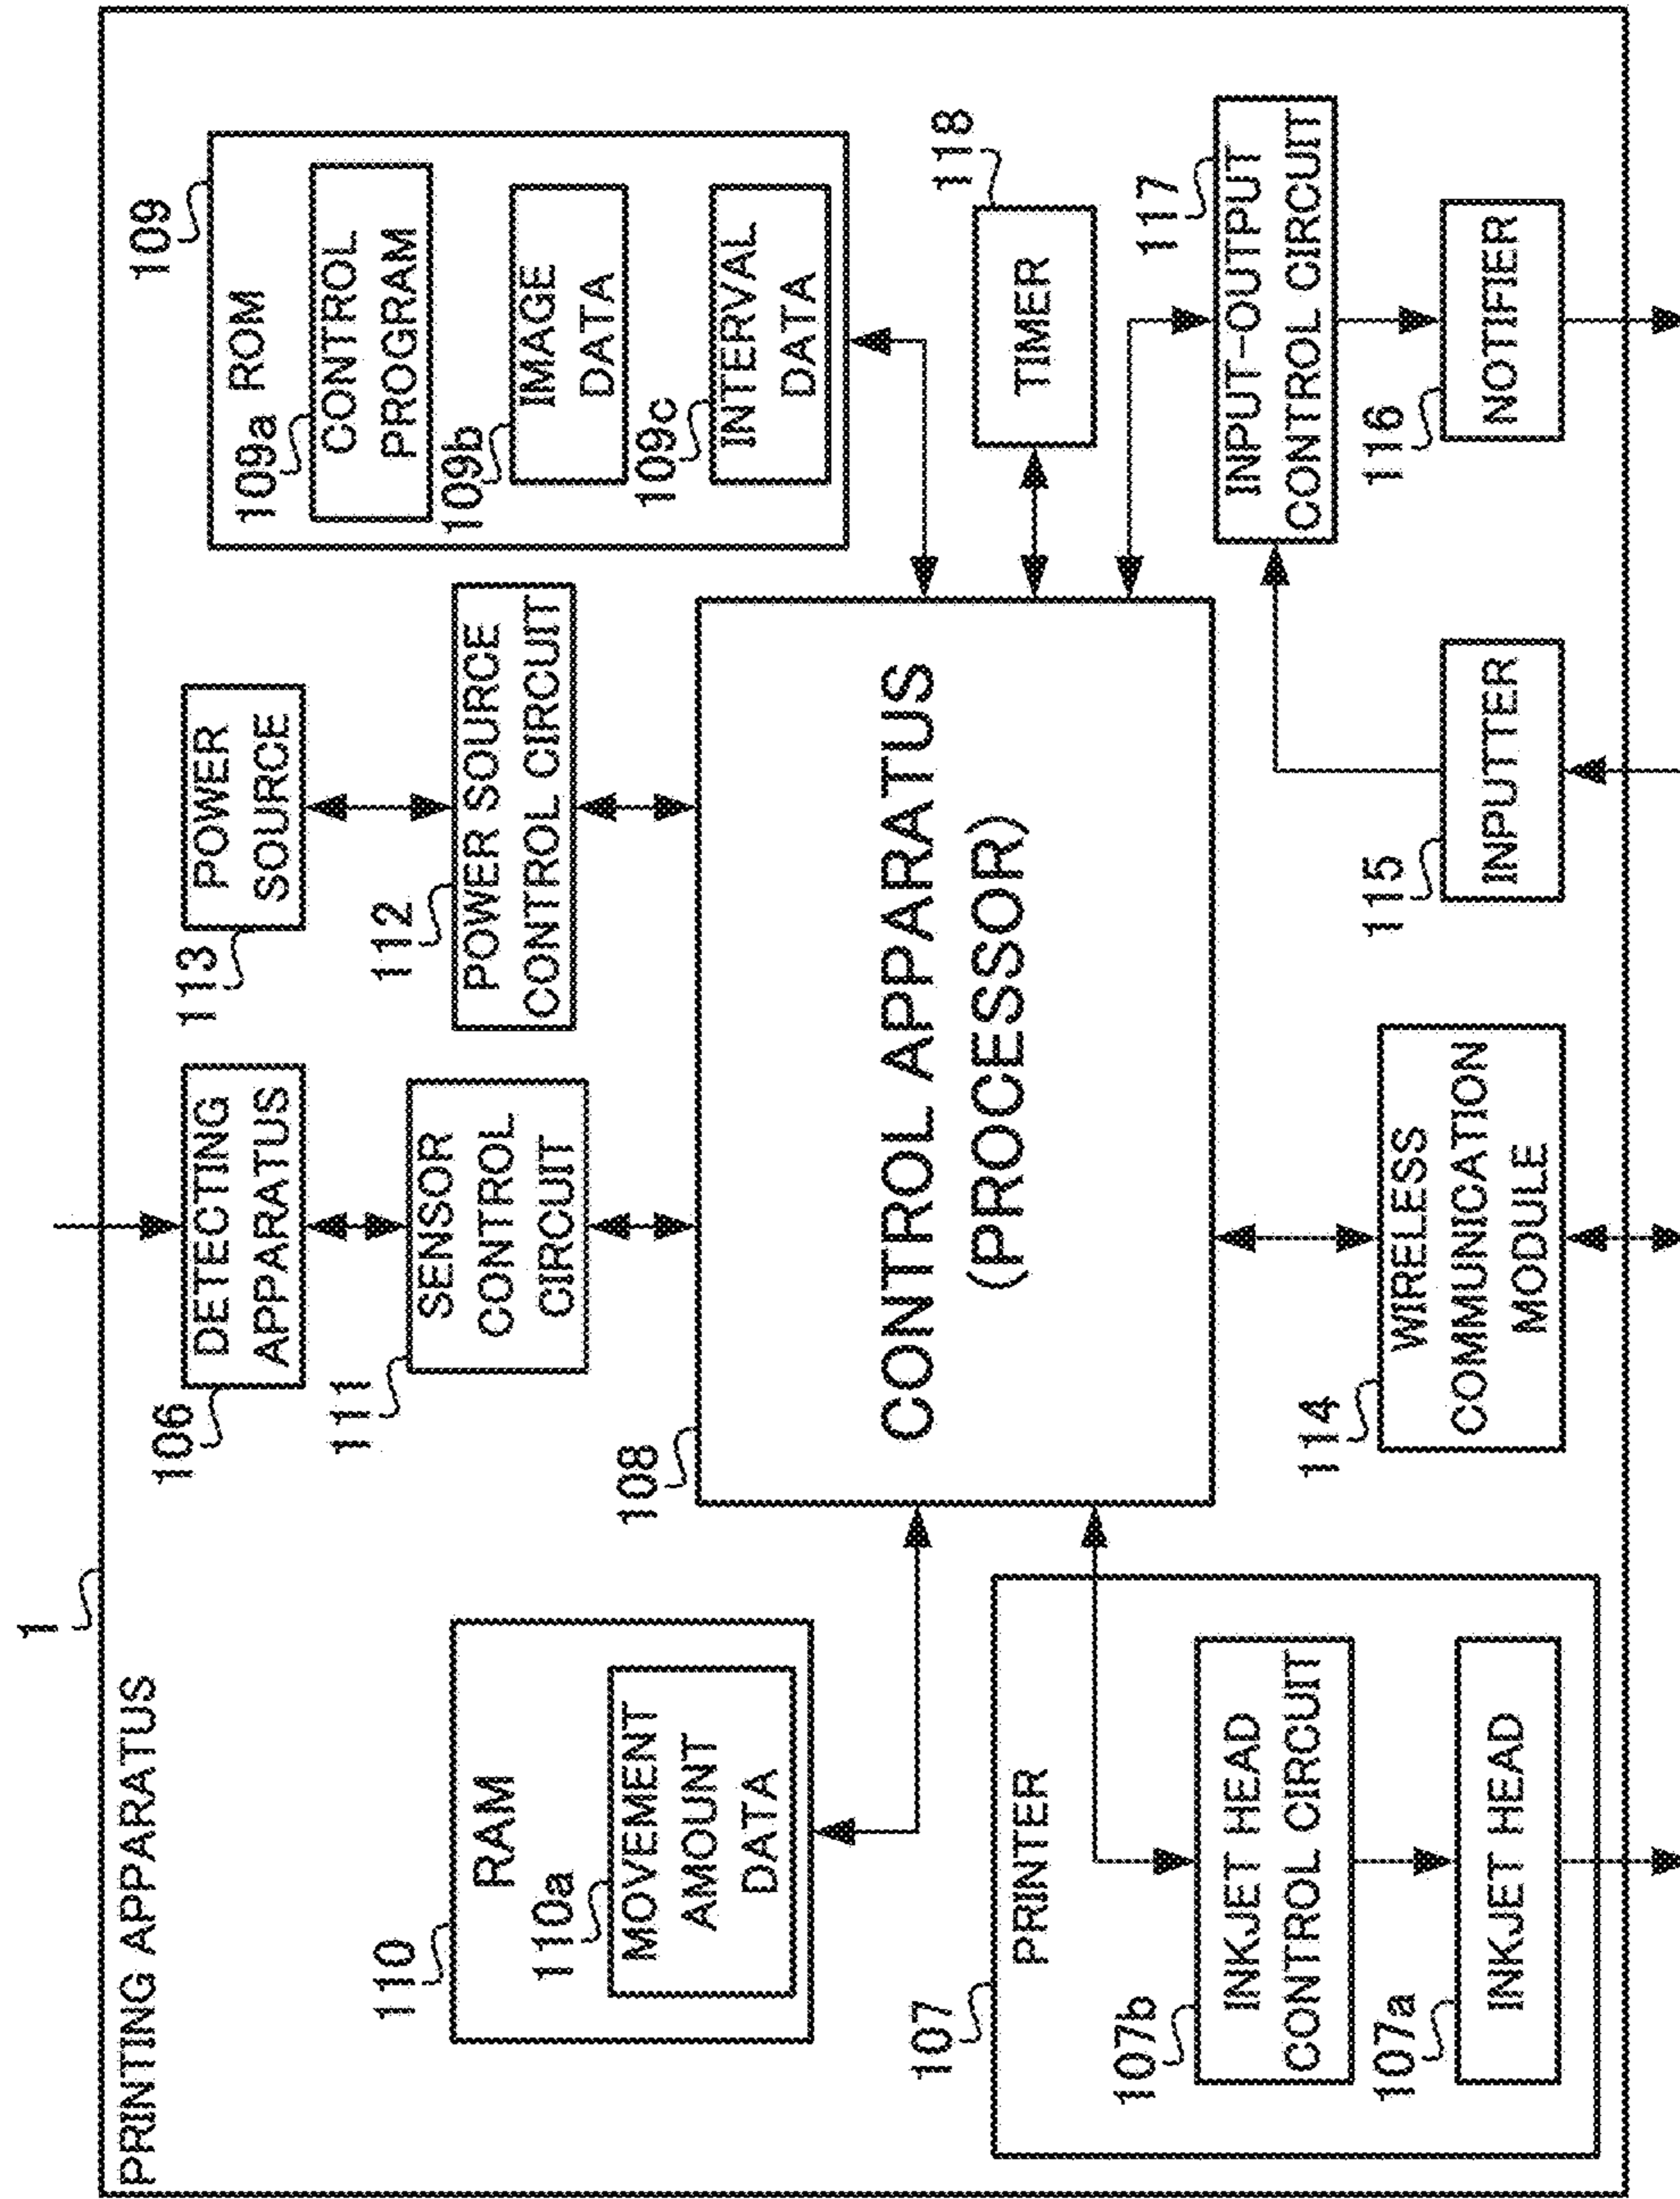 1
PRINTING APPARATUS
110
RAM
110a
MOVEMENT
AMOUNT
DATA
106
DETECTING
APPARATUS
111
SENSOR
CONTROL
CIRCUIT
113
POWER
SOURCE
112
POWER SOURCE
CONTROL CIRCUIT
109
ROM
109a
CONTROL
PROGRAM
109b
IMAGE
DATA
109c
INTERVAL
DATA
108
CONTROL APPARATUS
(PROCESSOR)
118
TIMER
107
PRINTER
107b
INKJET HEAD
CONTROL CIRCUIT
107a
INKJET HEAD
114
WIRELESS
COMMUNICATION
MODULE
115
INPUTTER
117
INPUT-OUTPUT
CONTROL CIRCUIT
116
NOTIFIER